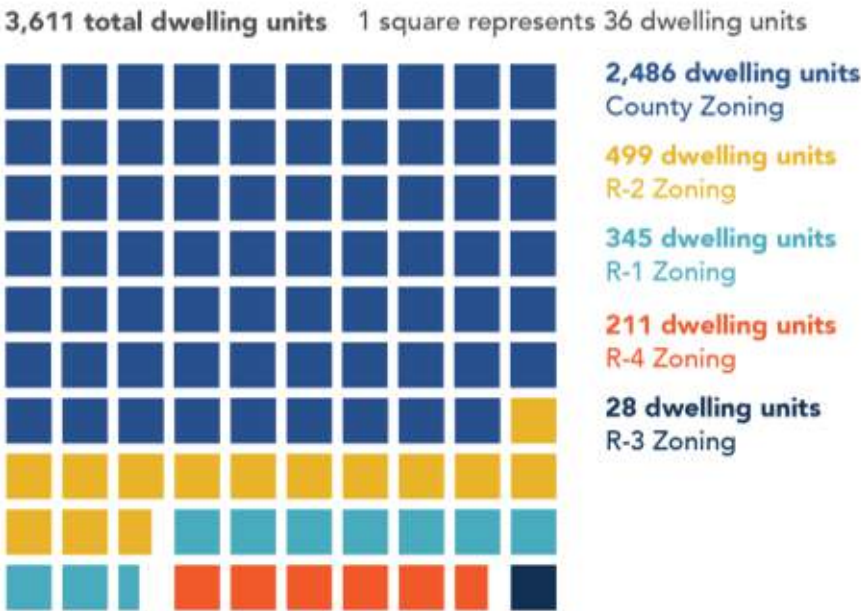 3,611 total dwelling units 1 square represents 36 dwelling units
2,486 dwelling units
County Zoning
499 dwelling units
R-2 Zoning
345 dwelling units
R-1 Zoning
211 dwelling units
R-4 Zoning
28 dwelling units
R-3 Zoning